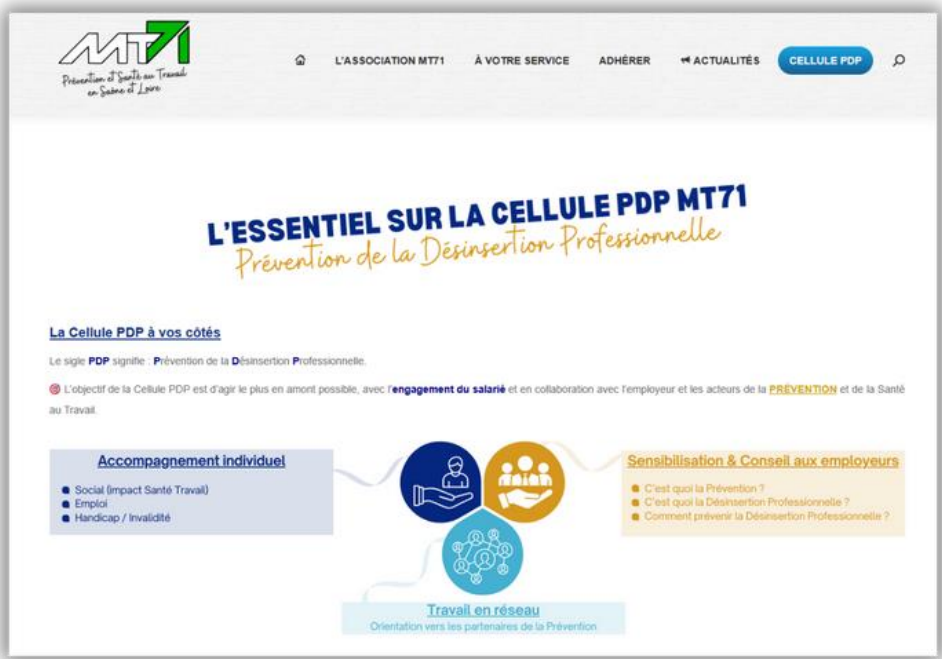 MT71
Prévention et Santé au Travail
en Saône et Loire
L'ASSOCIATION MT71 À VOTRE SERVICE ADHÉRER ACTUALITÉS CELLULE PDP
L'ESSENTIEL SUR LA CELLULE PDP MT71
Prévention de la Désinsertion Professionnelle
La Cellule PDP à vos côtés
Le sigle PDP signifie : Prévention de la Désinsertion Professionnelle.
L'objectif de la Cellule PDP est d'agir le plus en amont possible, avec l'engagement du salarié et en collaboration avec l'employeur et les acteurs de la PRÉVENTION et de la Santé
au Travail.
Accompagnement individuel
Social (impact Santé Travail)
Emploi
Handicap / Invalidité
Sensibilisation & Conseil aux employeurs
C'est quoi la Prévention ?
C'est quoi la Désinsertion Professionnelle ?
Comment prévenir la Désinsertion Professionnelle ?
Travail en réseau
Orientation vers les partenaires de la Prévention